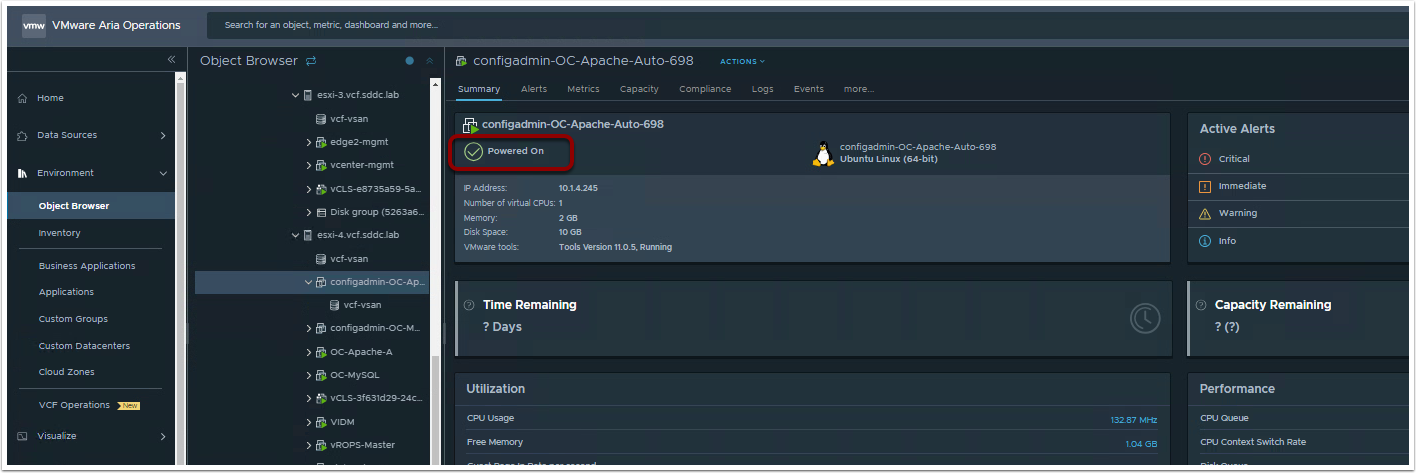 vmw VMware Aria Operations
Search for an object, metric, dashboard and more...
Home
Data Sources
Environment
Object Browser
Inventory
Business Applications
Applications
Custom Groups
Custom Datacenters
Cloud Zones
VCF Operations New
Visualize
Object Browser
esxi-3.vcf.sddc.lab
vcf-vsan
edge2-mgmt
vcenter-mgmt
vCLS-e8735a59-5a...
Disk group (5263a6...
esxi-4.vcf.sddc.lab
vcf-vsan
configadmin-OC-Ap...
vcf-vsan
configadmin-OC-M...
OC-Apache-A
OC-MySQL
vCLS-3f631d29-24c...
VIDM
vROPS-Master
configadmin-OC-Apache-Auto-698 ACTIONS
Summary Alerts Metrics Capacity Compliance Logs Events more...
configadmin-OC-Apache-Auto-698
Powered On
configadmin-OC-Apache-Auto-698
Ubuntu Linux (64-bit)
IP Address: 10.1.4.245
Number of virtual CPUs: 1
Memory: 2 GB
Disk Space: 10 GB
VMware tools: Tools Version 11.0.5, Running
Active Alerts
Critical
Immediate
Warning
Info
Time Remaining
? Days
Capacity Remaining
? (?)
Utilization
CPU Usage 132.87 MHz
Free Memory 1.04 GB
Performance
CPU Queue
CPU Context Switch Rate